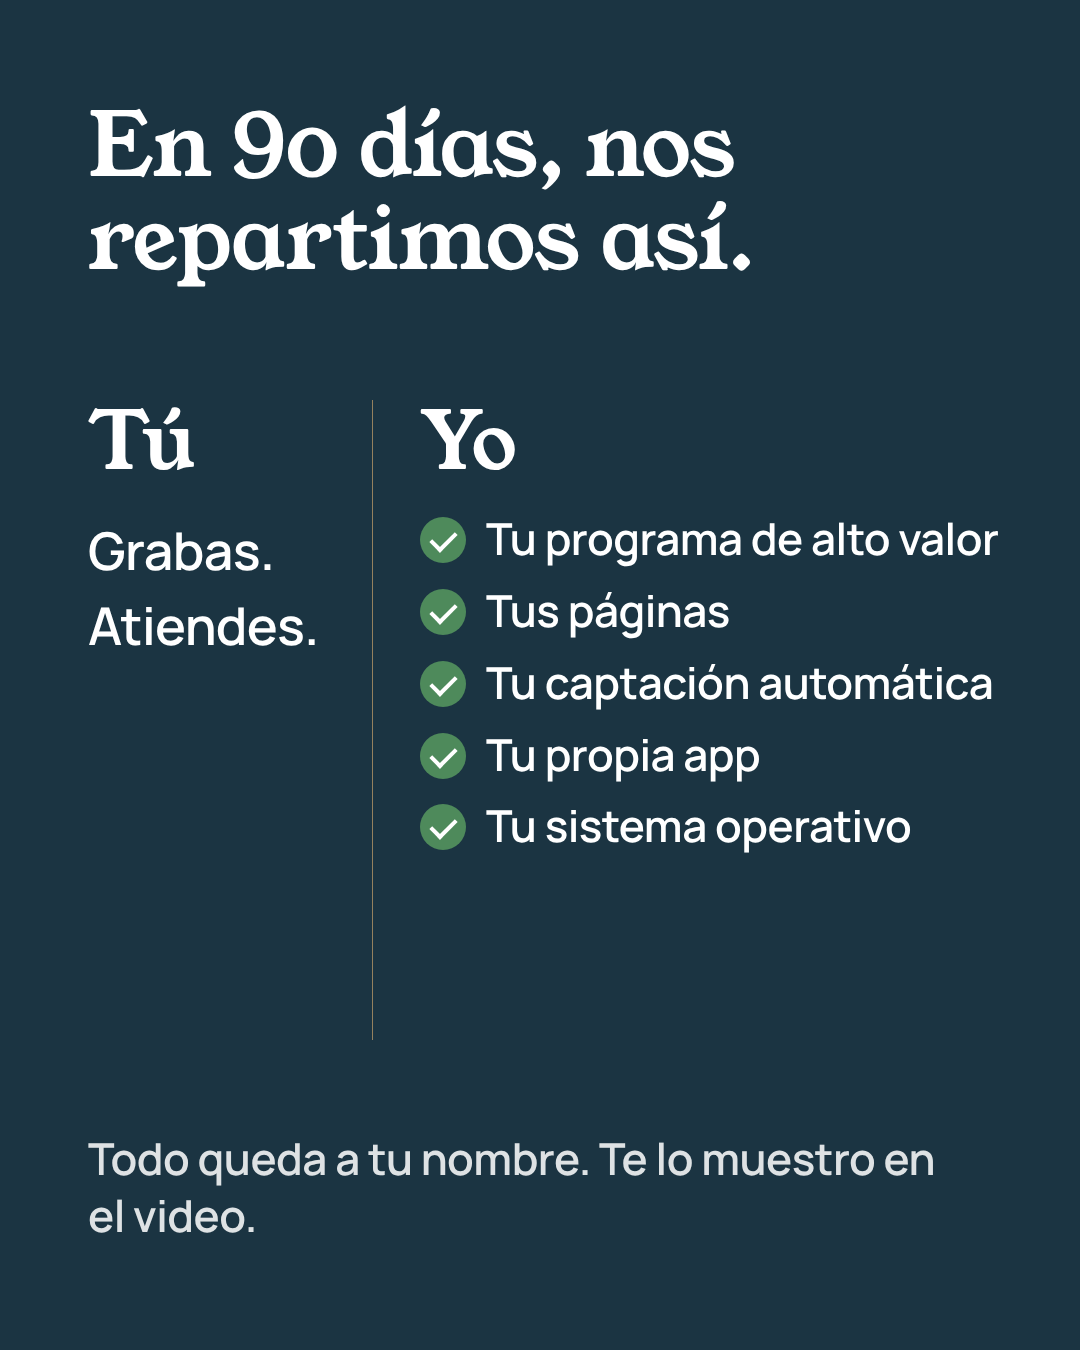 En 90 días, nos
repartimos así.
Tú
Grabas.
Atiendes.
Yo
Tu programa de alto valor
Tus páginas
Tu captación automática
Tu propia app
Tu sistema operativo
Todo queda a tu nombre. Te lo muestro en
el video.